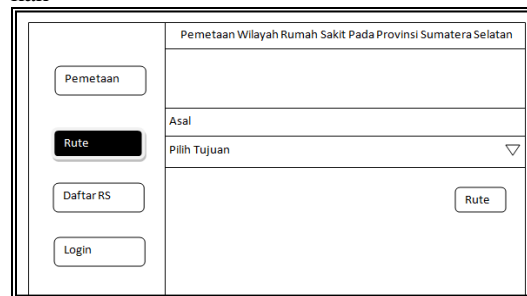 Pemetaan Wilayah Rumah Sakit Pada Provinsi Sumatera Selatan
Pemetaan
Asal
Rute
Pilih Tujuan
Daftar RS
Rute
Login